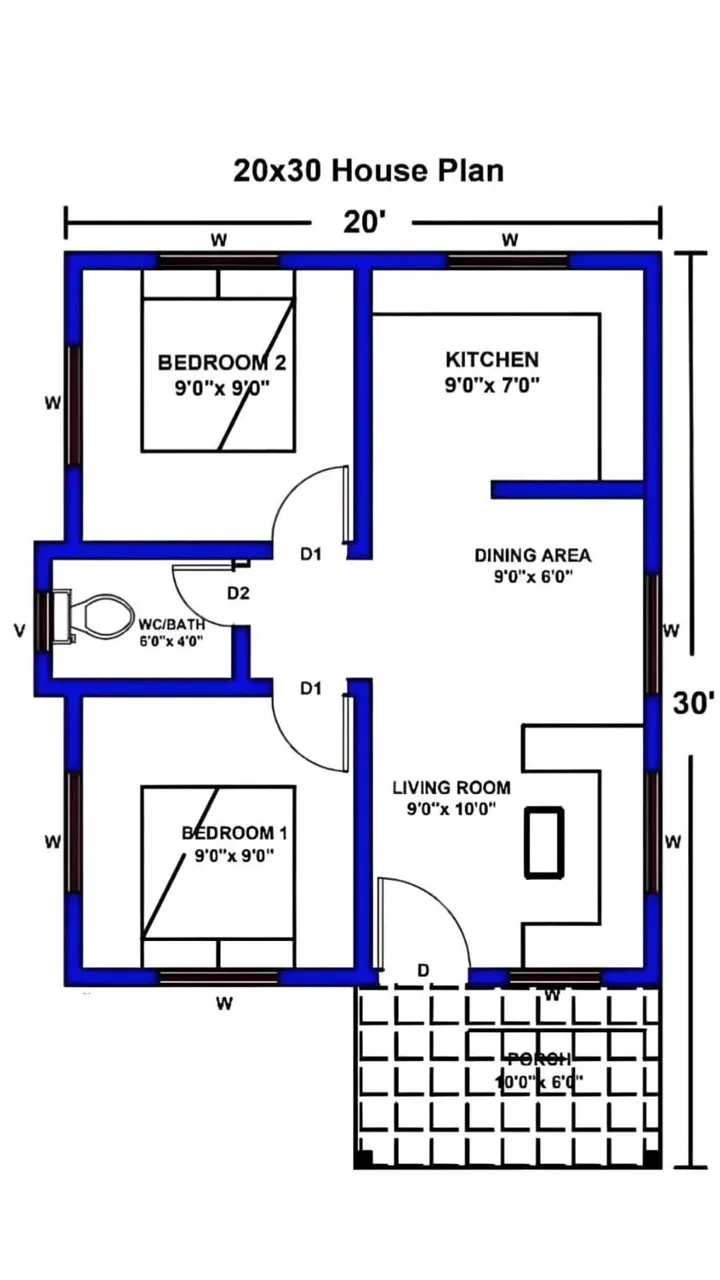 20x30 House Plan
20'
W
W
BEDROOM 2
9'0"x 9'0"
KITCHEN
9'0"x 7'0"
W
D1
DINING AREA
9'0"x 6'0"
D2
V
WC/BATH
6'0"x 4'0"
W
D1
30'
LIVING ROOM
9'0"x 10'0"
BEDROOM 1
9'0"x 9'0"
W
W
D
W
W
PORCH
10'0"x 6'0"